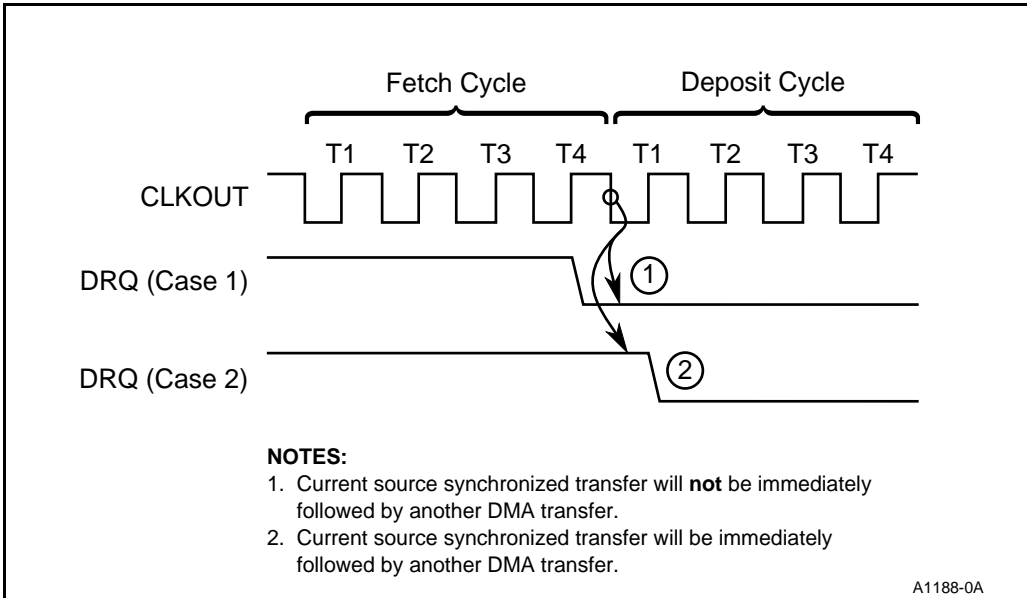 Fetch Cycle Deposit Cycle
T1 T2 T3 T4 T1 T2 T3 T4
CLKOUT
DRQ (Case 1)
1
DRQ (Case 2)
2
NOTES:
1. Current source synchronized transfer will not be immediately
followed by another DMA transfer.
2. Current source synchronized transfer will be immediately
followed by another DMA transfer.
A1188-0A